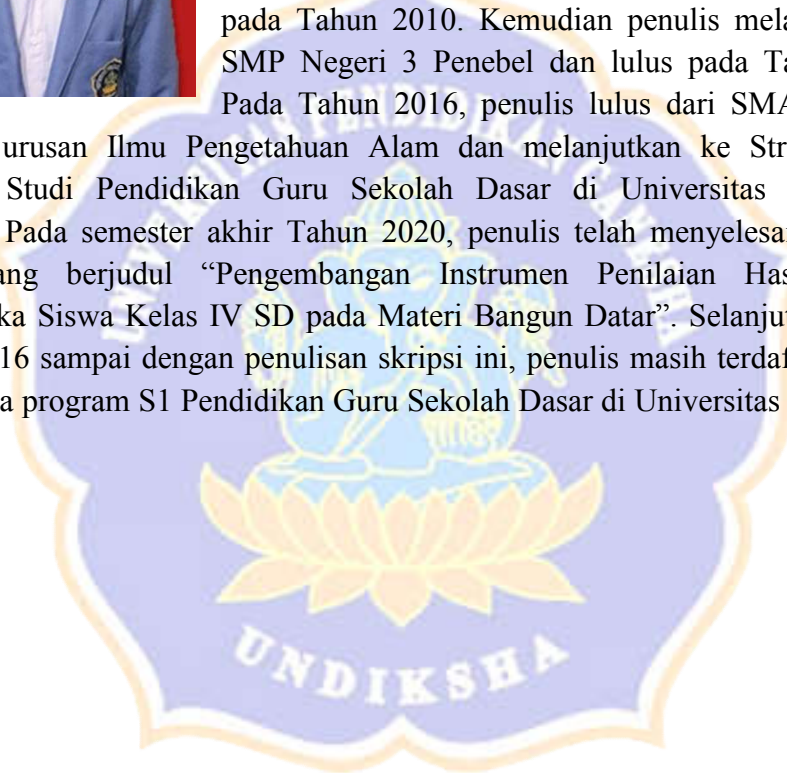 pada Tahun 2010. Kemudian penulis mela
SMP Negeri 3 Penebel dan lulus pada Ta
Pada Tahun 2016, penulis lulus dari SMA
urusan Ilmu Pengetahuan Alam dan melanjutkan ke Str
Studi Pendidikan Guru Sekolah Dasar di Universitas
Pada semester akhir Tahun 2020, penulis telah menyelesa
ang berjudul “Pengembangan Instrumen Penilaian Has
ka Siswa Kelas IV SD pada Materi Bangun Datar”. Selanjut
16 sampai dengan penulisan skripsi ini, penulis masih terdaf
a program S1 Pendidikan Guru Sekolah Dasar di Universitas
UNIVERSITAS PENDIDIKAN GANESHA
UNDIKSHA